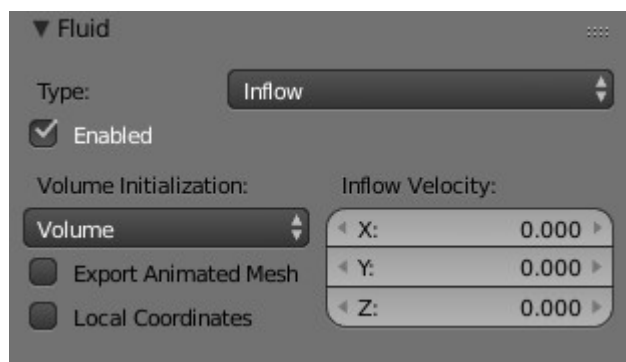 Fluid
Type: Inflow
Enabled
Volume Initialization: Inflow Velocity:
Volume X: 0.000
Export Animated Mesh Y: 0.000
Local Coordinates Z: 0.000